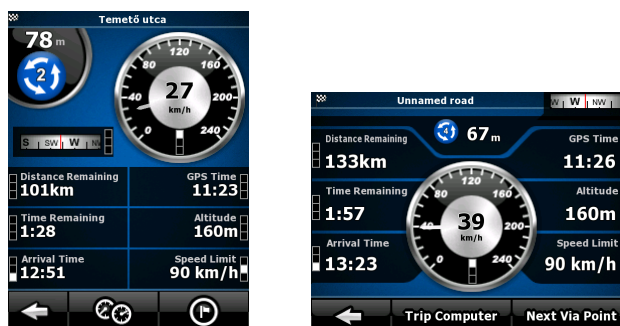 Temető utca
78 m
2
0
40
80
120
160
200
240
27
km/h
S SW W
Distance Remaining
101km
GPS Time
11:23
Time Remaining
1:28
Altitude
160m
Arrival Time
12:51
Speed Limit
90 km/h
Unnamed road
W W NW
4
67 m
Distance Remaining
133km
GPS Time
11:26
Time Remaining
1:57
Altitude
160m
Arrival Time
13:23
Speed Limit
90 km/h
0
40
80
120
160
200
240
39
km/h
Trip Computer
Next Via Point